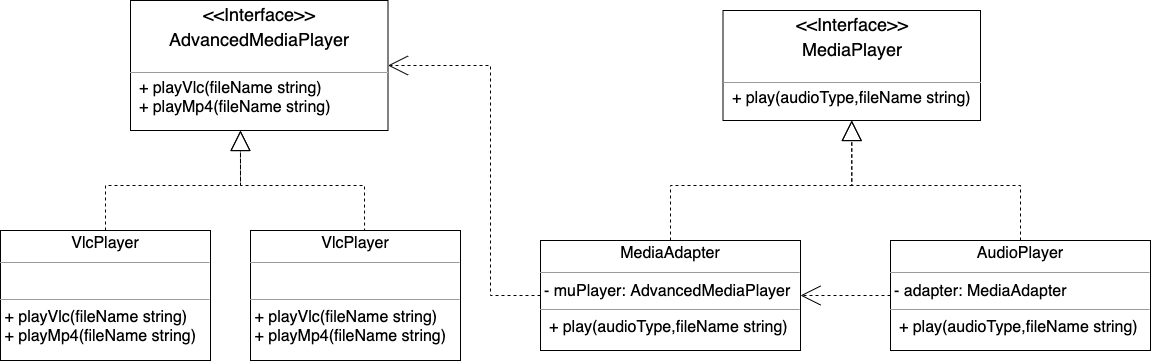 <<Interface>>
AdvancedMediaPlayer
+ playVlc(fileName string)
+ playMp4(fileName string)
<<Interface>>
MediaPlayer
+ play(audioType,fileName string)
VlcPlayer
+ playVlc(fileName string)
+ playMp4(fileName string)
VlcPlayer
+ playVlc(fileName string)
+ playMp4(fileName string)
MediaAdapter
- muPlayer: AdvancedMediaPlayer
+ play(audioType,fileName string)
AudioPlayer
- adapter: MediaAdapter
+ play(audioType,fileName string)